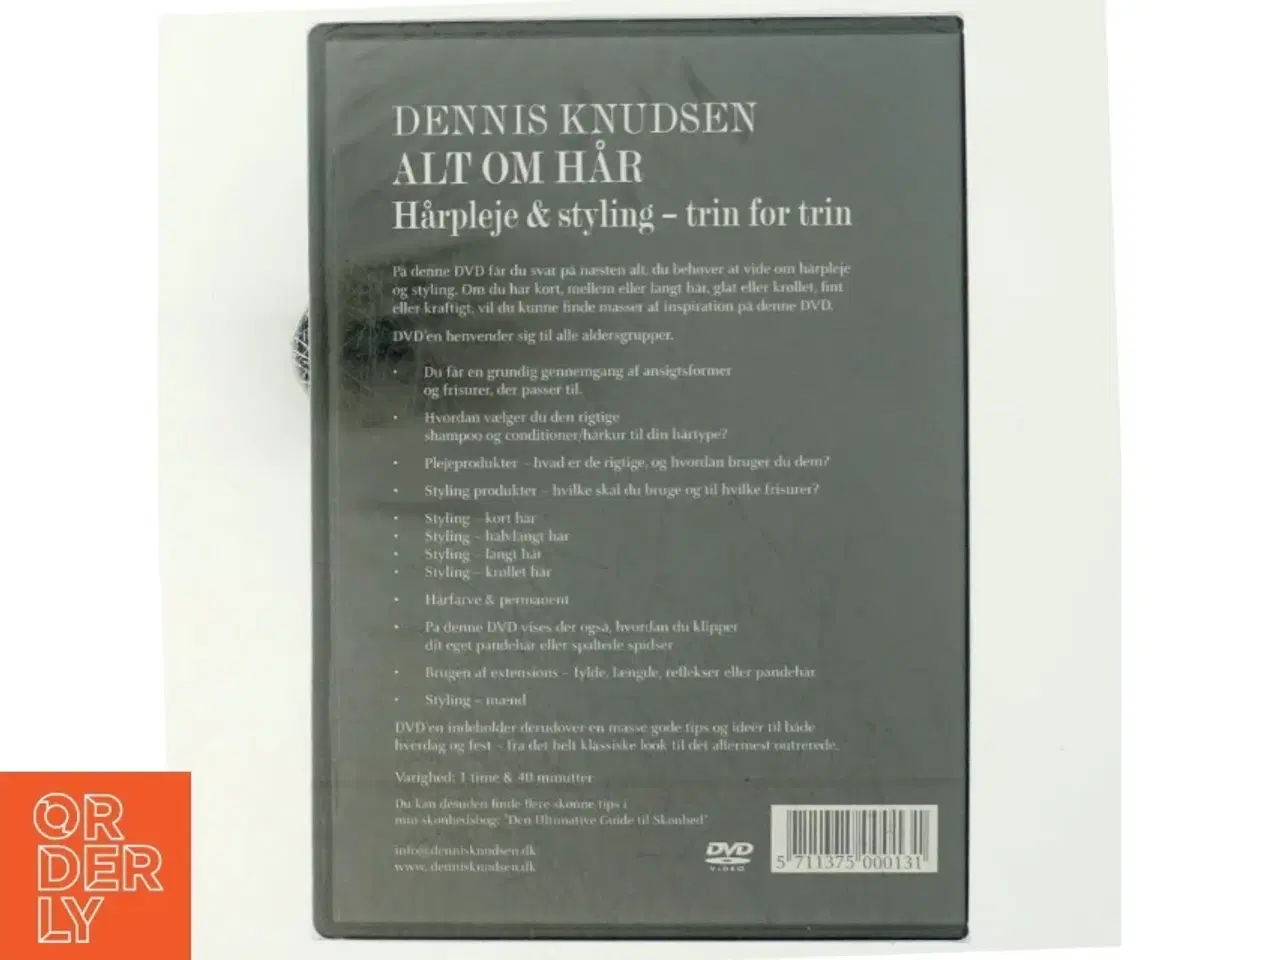 DENNIS KNUDSEN
ALT OM HÅR
Hårpleje & styling – trin for trin
På denne DVD får du svar på næsten alt, du behøver at vide om hårpleje
og styling. Om du har kort, mellem eller langt hår, glat eller krøllet, fint
eller kraftigt, vil du kunne finde masser af inspiration på denne DVD.
DVD'en henvender sig til alle aldersgrupper.
• Du får en grundig gennemgang af ansigtsformer
og frisurer, der passer til.
• Hvordan vælger du den rigtige
shampoo og conditioner/hårkur til din hårtype?
• Plejeprodukter – hvad er de rigtige, og hvordan bruger du dem?
• Styling produkter – hvilke skal du bruge og til hvilke frisurer?
• Styling – kort hår
• Styling – halvlangt hår
• Styling – langt hår
• Styling – krøllet hår
• Hårfarve & permanent
• På denne DVD vises der også, hvordan du klipper
dit eget pandehår eller spaltede spidser
• Brugen af extensions – fylde, længde, reflekser eller pandehår
• Styling – mænd
DVD'en indeholder derudover en masse gode tips og ideer til både
hverdag og fest – fra det helt klassiske look til det allermest outrerede.
Varighed: 1 time & 40 minutter
Du kan desuden finde flere skønne tips i
min skønhedsbog: "Den Ultimative Guide til Skønhed"
info@dennisknudsen.dk
www.dennisknudsen.dk
DVD
VIDEO
5 711375 000131
OR
DER
LY